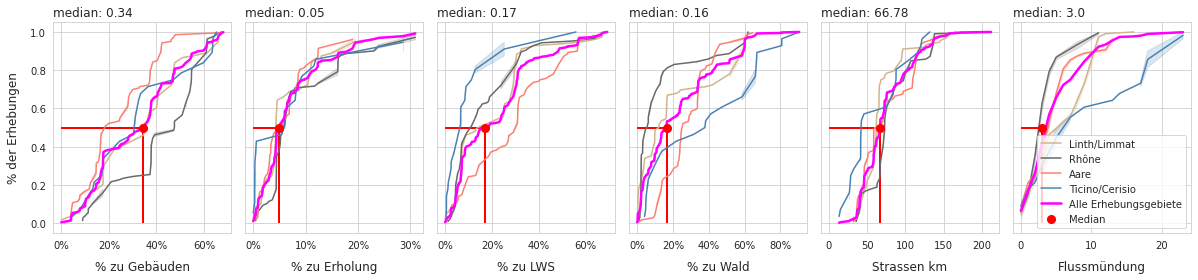 median: 0.34
median: 0.05
median: 0.17
median: 0.16
median: 66.78
median: 3.0
% der Erhebungen
1.0
0.8
0.6
0.4
0.2
0.0
0% 20% 40% 60%
0% 10% 20% 30%
0% 20% 40% 60%
0% 20% 40% 60% 80%
0 50 100 150 200
0 10 20
% zu Gebäuden
% zu Erholung
% zu LWS
% zu Wald
Strassen km
Flussmündung
Linth/Limmat
Rhône
Aare
Ticino/Cerisio
Alle Erhebungsgebiete
Median